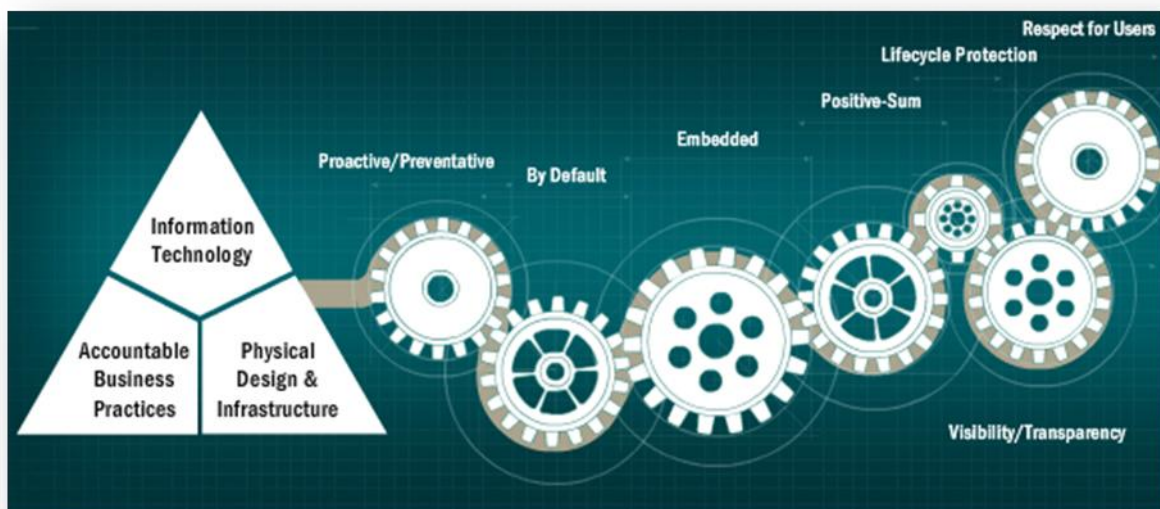 Information
Technology
Accountable
Business
Practices
Physical
Design &
Infrastructure
Proactive/Preventative
By Default
Embedded
Positive-Sum
Lifecycle Protection
Respect for Users
Visibility/Transparency